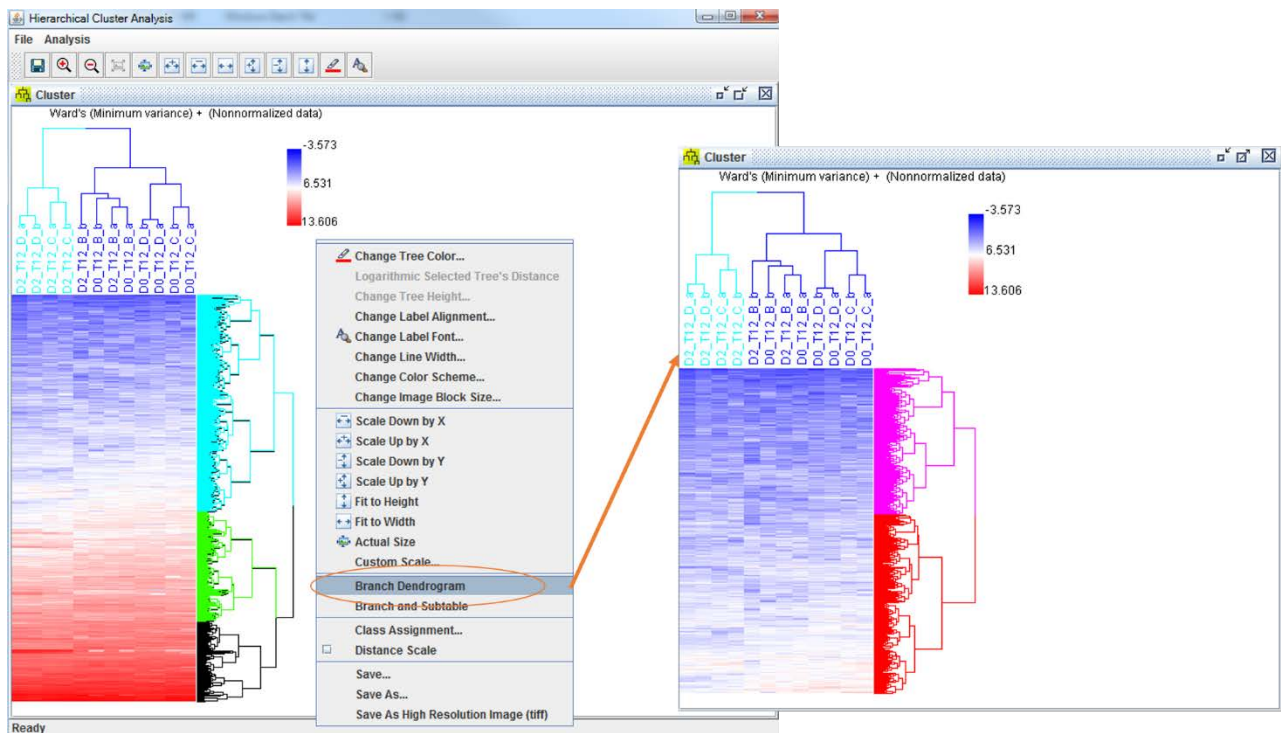 Hierarchical Cluster Analysis
File Analysis
Cluster
Ward's (Minimum variance) + (Nonnormalized data)
-3.573
6.531
13.606
D2_T12_D_a
D2_T12_D_b
D2_T12_C_a
D2_T12_C_b
D2_T12_B_b
D0_T12_B_b
D2_T12_B_a
D0_T12_B_a
D0_T12_D_b
D0_T12_D_a
D0_T12_C_b
D0_T12_C_a
Change Tree Color...
Logarithmic Selected Tree's Distance
Change Tree Height...
Change Label Alignment...
Change Label Font...
Change Line Width...
Change Color Scheme...
Change Image Block Size...
Scale Down by X
Scale Up by X
Scale Down by Y
Scale Up by Y
Fit to Height
Fit to Width
Actual Size
Custom Scale...
Branch Dendrogram
Branch and Subtable
Class Assignment...
Distance Scale
Save...
Save As...
Save As High Resolution Image (tiff)
Ready
Cluster
Ward's (Minimum variance) + (Nonnormalized data)
-3.573
6.531
13.606
D2_T12_D_a
D2_T12_D_b
D2_T12_C_a
D2_T12_C_b
D2_T12_B_b
D0_T12_B_b
D2_T12_B_a
D0_T12_B_a
D0_T12_D_b
D0_T12_D_a
D0_T12_C_b
D0_T12_C_a